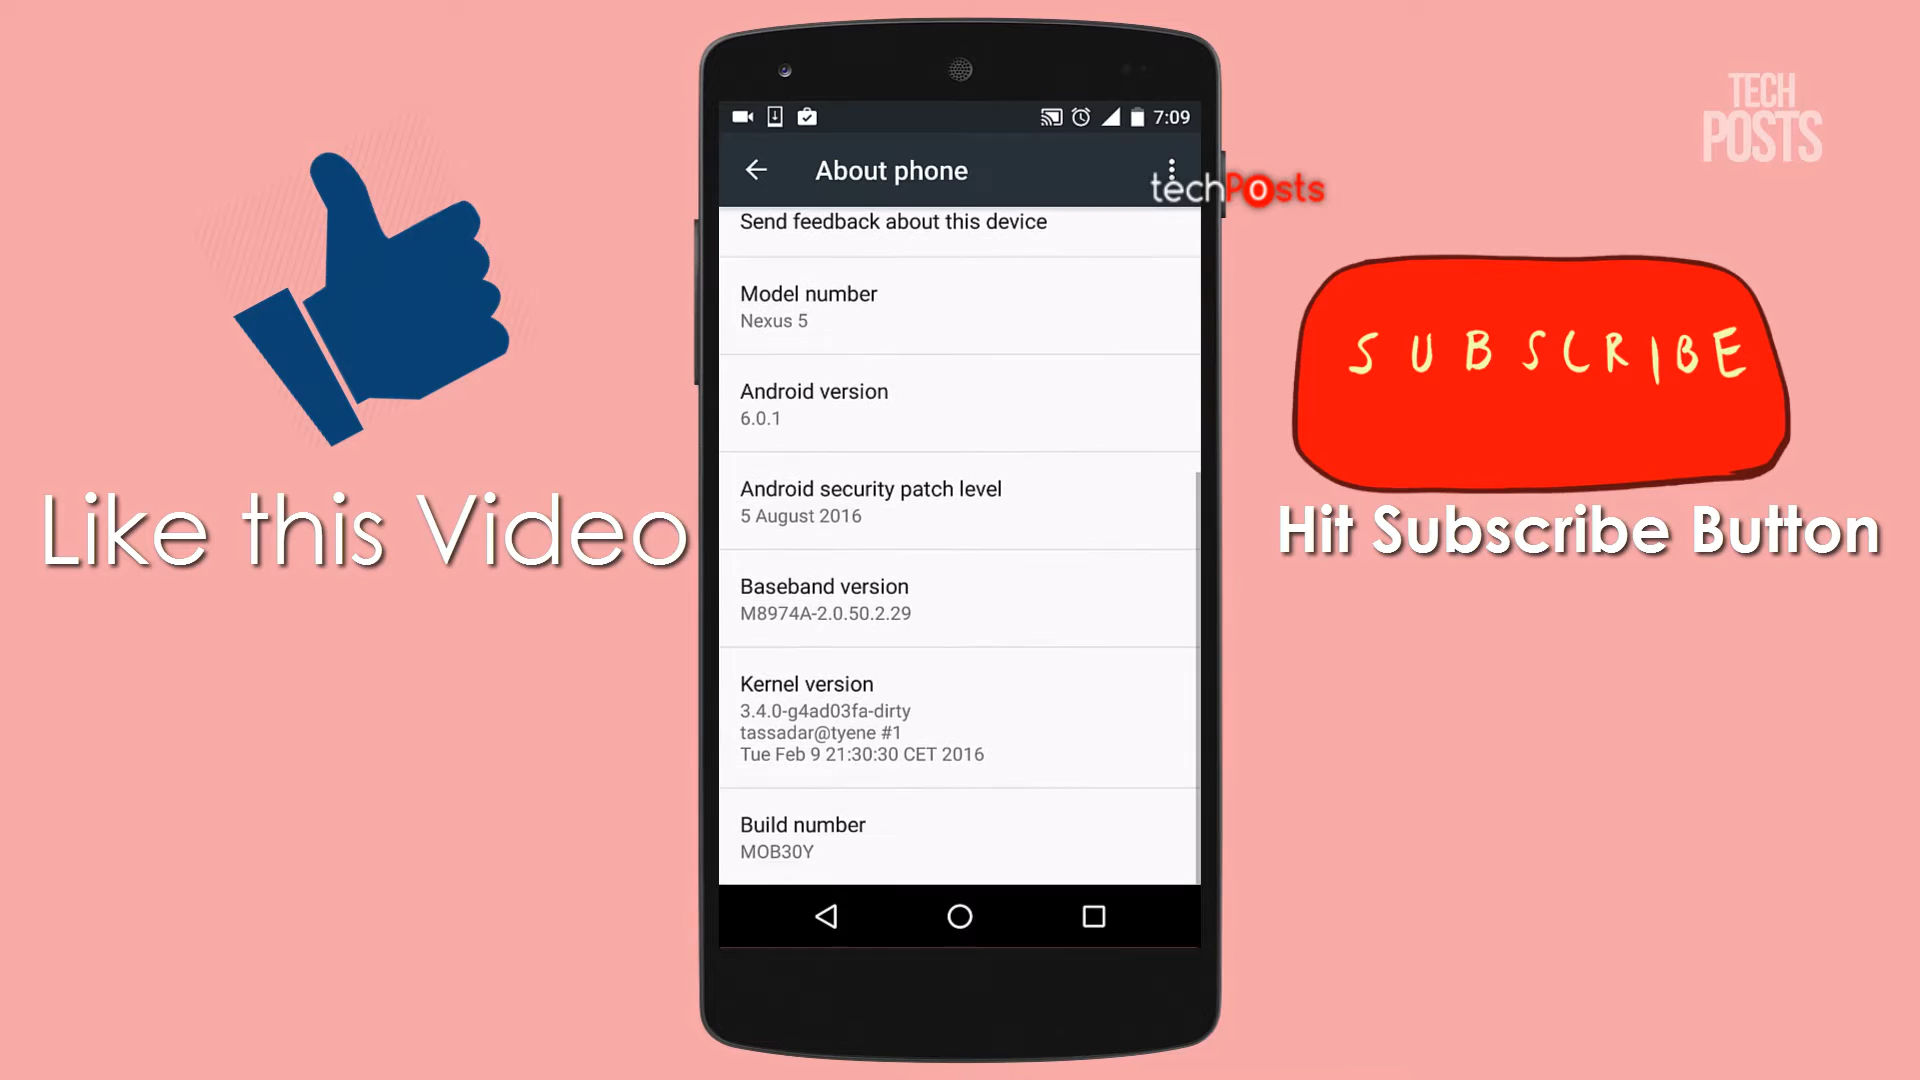 TECH
POSTS
7:09
About phone
techPosts
Send feedback about this device
Model number
Nexus 5
Android version
6.0.1
Android security patch level
5 August 2016
Baseband version
M8974A-2.0.50.2.29
Kernel version
3.4.0-g4ad03fa-dirty
tassadar@tyene #1
Tue Feb 9 21:30:30 CET 2016
Build number
MOB30Y
Like this Video
SUBSCRIBE
Hit Subscribe Button